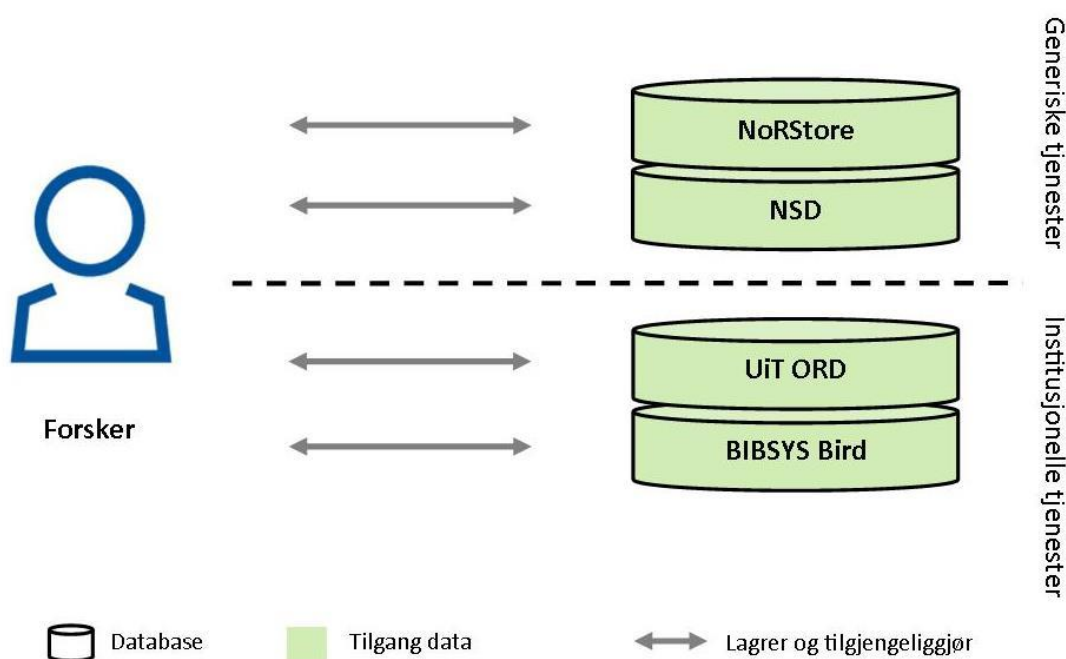 Generiske tjenester
NoRStore
NSD
Forsker
UiT ORD
BIBSYS Bird
Institusjonelle tjenester
Database
Tilgang data
Lagrer og tilgjengeliggjør